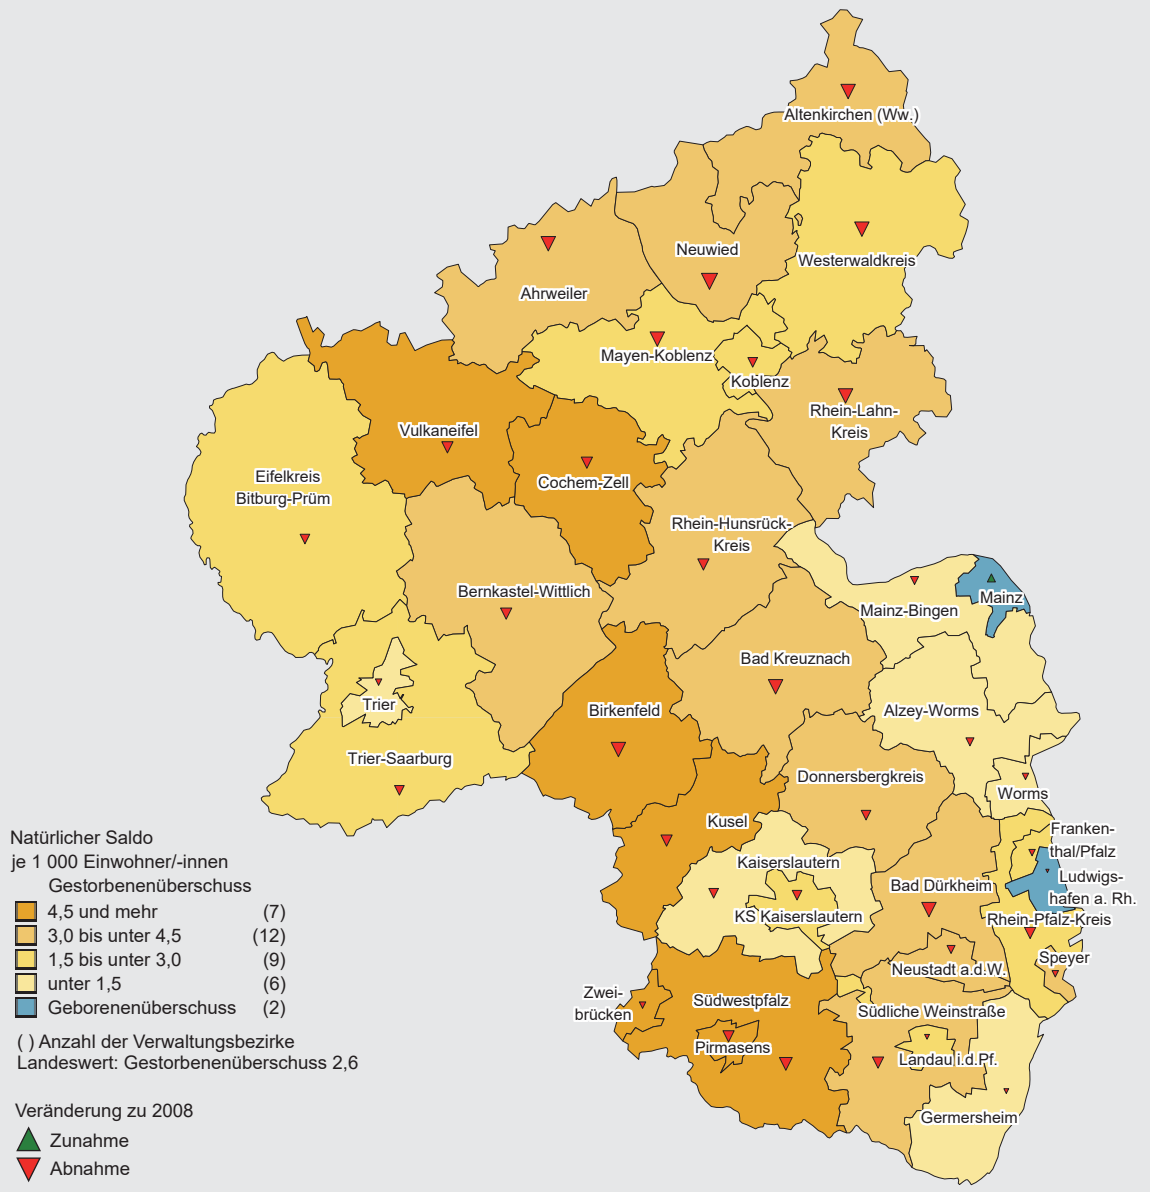 Altenkirchen (Ww.)
Neuwied
Westerwaldkreis
Ahrweiler
Mayen-Koblenz
Koblenz
Rhein-Lahn-
Kreis
Vulkaneifel
Cochem-Zell
Eifelkreis
Bitburg-Prüm
Rhein-Hunsrück-
Kreis
Bernkastel-Wittlich
Mainz
Mainz-Bingen
Bad Kreuznach
Trier
Birkenfeld
Alzey-Worms
Trier-Saarburg
Donnersbergkreis
Worms
Kusel
Franken-
thal/Pfalz
Kaiserslautern
Ludwigs-
hafen a. Rh.
Bad Dürkheim
KS Kaiserslautern
Rhein-Pfalz-Kreis
Speyer
Neustadt a.d.W.
Zwei-
brücken
Südwestpfalz
Südliche Weinstraße
Pirmasens
Landau i.d.Pf.
Germersheim
Natürlicher Saldo
je 1 000 Einwohner/-innen
Gestorbenenüberschuss
4,5 und mehr (7)
3,0 bis unter 4,5 (12)
1,5 bis unter 3,0 (9)
unter 1,5 (6)
Geborenenüberschuss (2)
( ) Anzahl der Verwaltungsbezirke
Landeswert: Gestorbenenüberschuss 2,6
Veränderung zu 2008
Zunahme
Abnahme